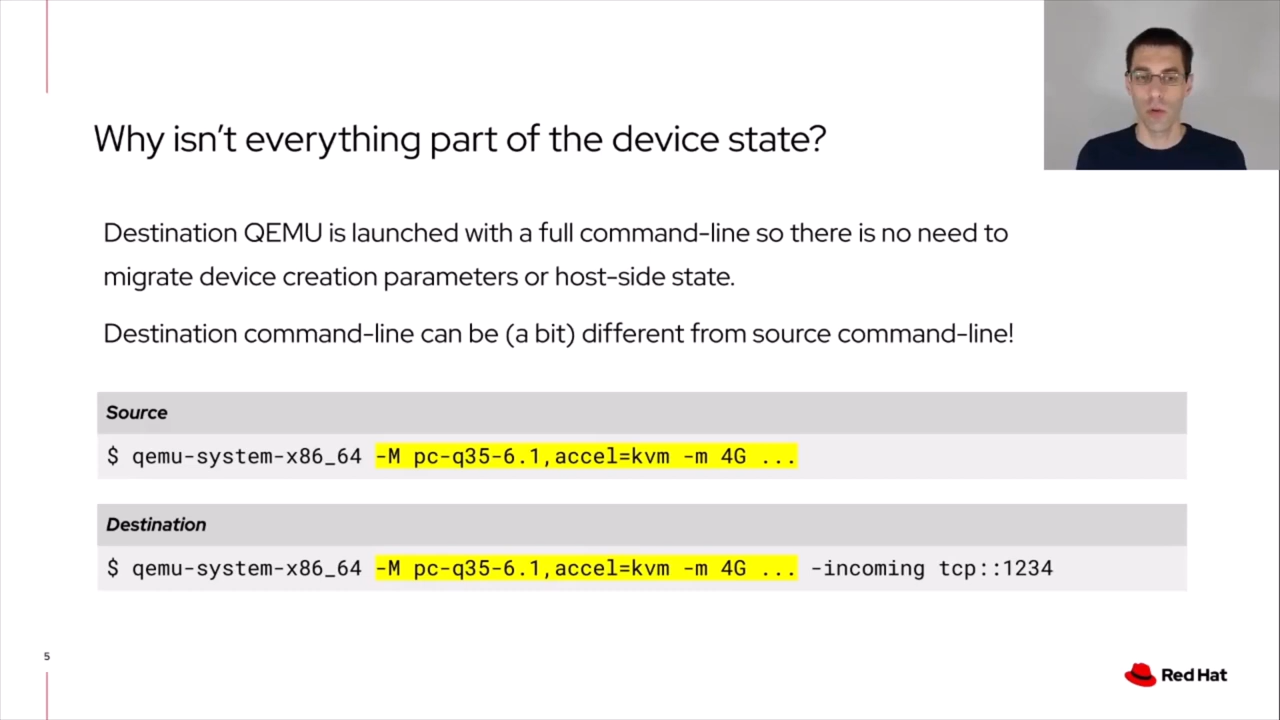 Why isn't everything part of the device state?
Destination QEMU is launched with a full command-line so there is no need to
migrate device creation parameters or host-side state.
Destination command-line can be (a bit) different from source command-line!
Source
$ qemu-system-x86_64 -M pc-q35-6.1,accel=kvm -m 4G ...
Destination
$ qemu-system-x86_64 -M pc-q35-6.1,accel=kvm -m 4G ... -incoming tcp::1234
5
Red Hat